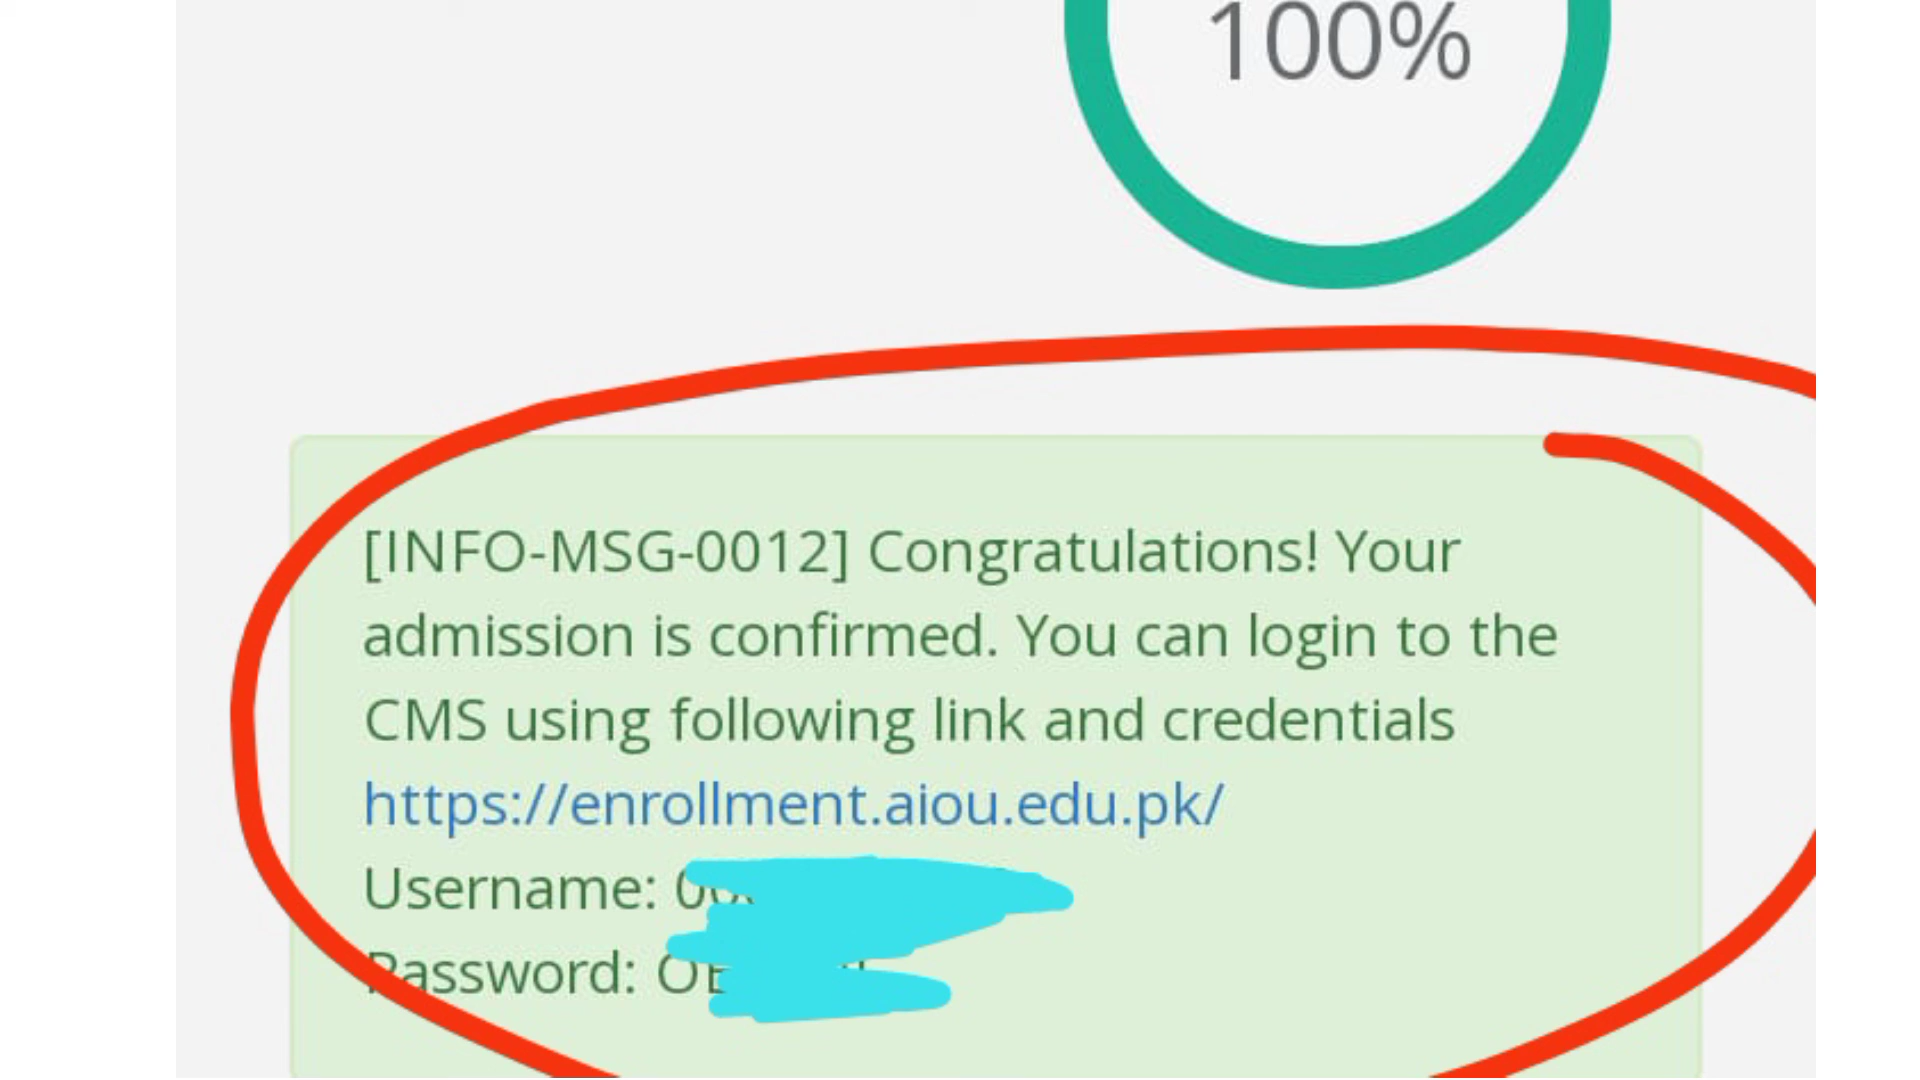 100%
[INFO-MSG-0012] Congratulations! Your
admission is confirmed. You can login to the
CMS using following link and credentials
https://enrollment.aiou.edu.pk/
Username:
Password: